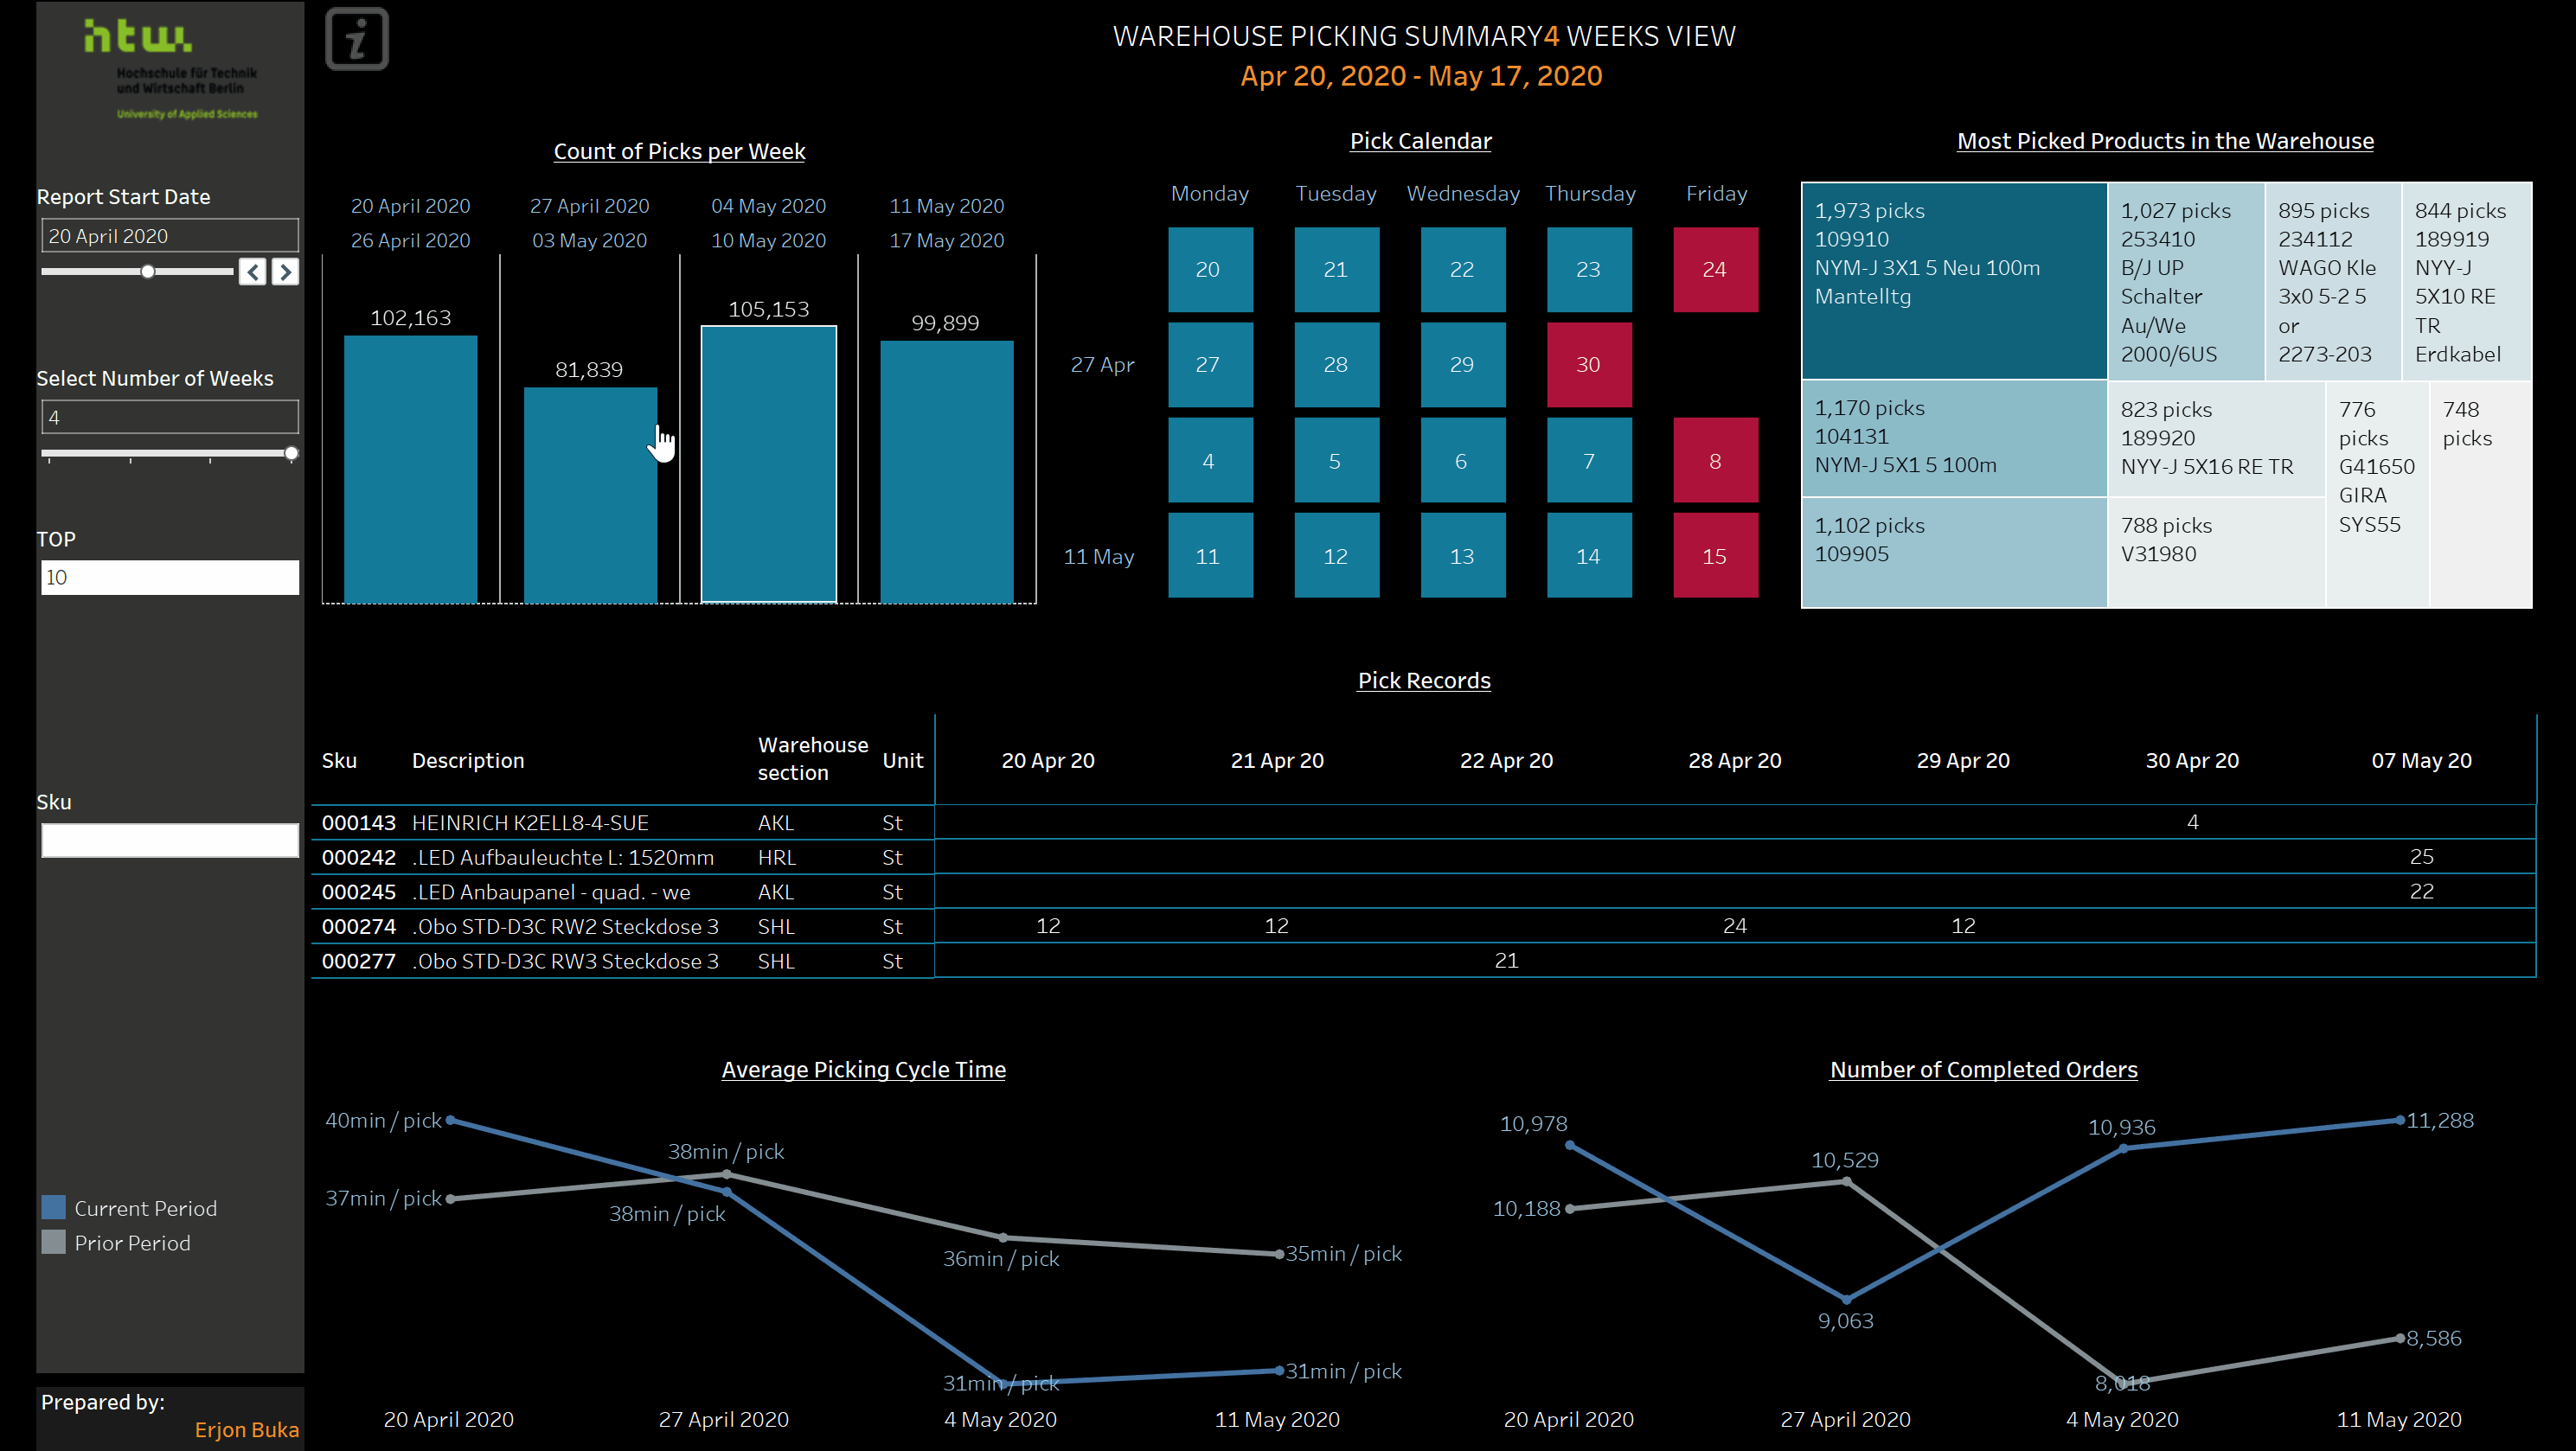 htw.
Hochschule für Technik
und Wirtschaft Berlin
University of Applied Sciences
Report Start Date
20 April 2020
Select Number of Weeks
4
TOP
10
Sku
Current Period
Prior Period
Prepared by:
Erjon Buka
i
WAREHOUSE PICKING SUMMARY4 WEEKS VIEW
Apr 20, 2020 - May 17, 2020
Count of Picks per Week
20 April 2020 27 April 2020 04 May 2020 11 May 2020
26 April 2020 03 May 2020 10 May 2020 17 May 2020
102,163 81,839 105,153 99,899
Pick Calendar
Monday Tuesday Wednesday Thursday Friday
20 21 22 23 24
27 Apr 27 28 29 30
4 5 6 7 8
11 May 11 12 13 14 15
Most Picked Products in the Warehouse
1,973 picks
109910
NYM-J 3X1 5 Neu 100m
Mantelltg
1,170 picks
104131
NYM-J 5X1 5 100m
1,102 picks
109905
1,027 picks
253410
B/J UP
Schalter
Au/We
2000/6US
895 picks
234112
WAGO Kle
3x0 5-2 5
or
2273-203
844 picks
189919
NYY-J
5X10 RE
TR
Erdkabel
823 picks
189920
NYY-J 5X16 RE TR
788 picks
V31980
776
picks
G41650
GIRA
SYS55
748
picks
Pick Records
Sku Description Warehouse section Unit 20 Apr 20 21 Apr 20 22 Apr 20 28 Apr 20 29 Apr 20 30 Apr 20 07 May 20
000143 HEINRICH K2ELL8-4-SUE AKL St 4
000242 .LED Aufbauleuchte L: 1520mm HRL St 25
000245 .LED Anbaupanel - quad. - we AKL St 22
000274 .Obo STD-D3C RW2 Steckdose 3 SHL St 12 12 24 12
000277 .Obo STD-D3C RW3 Steckdose 3 SHL St 21
Average Picking Cycle Time
40min / pick
38min / pick
37min / pick
38min / pick
36min / pick
35min / pick
31min / pick
31min / pick
20 April 2020 27 April 2020 4 May 2020 11 May 2020
Number of Completed Orders
10,978
10,936
11,288
10,529
10,188
9,063
8,586
8,018
20 April 2020 27 April 2020 4 May 2020 11 May 2020